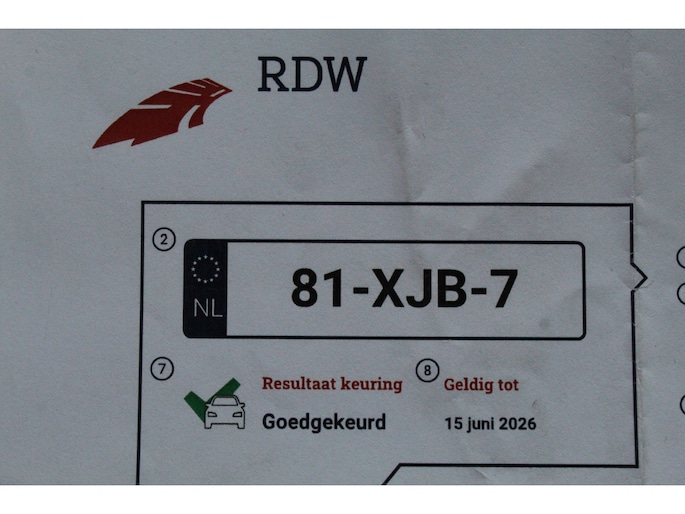 RDW
2
NL
81-XJB-7
7
Resultaat keuring
Goedgekeurd
8
Geldig tot
15 juni 2026